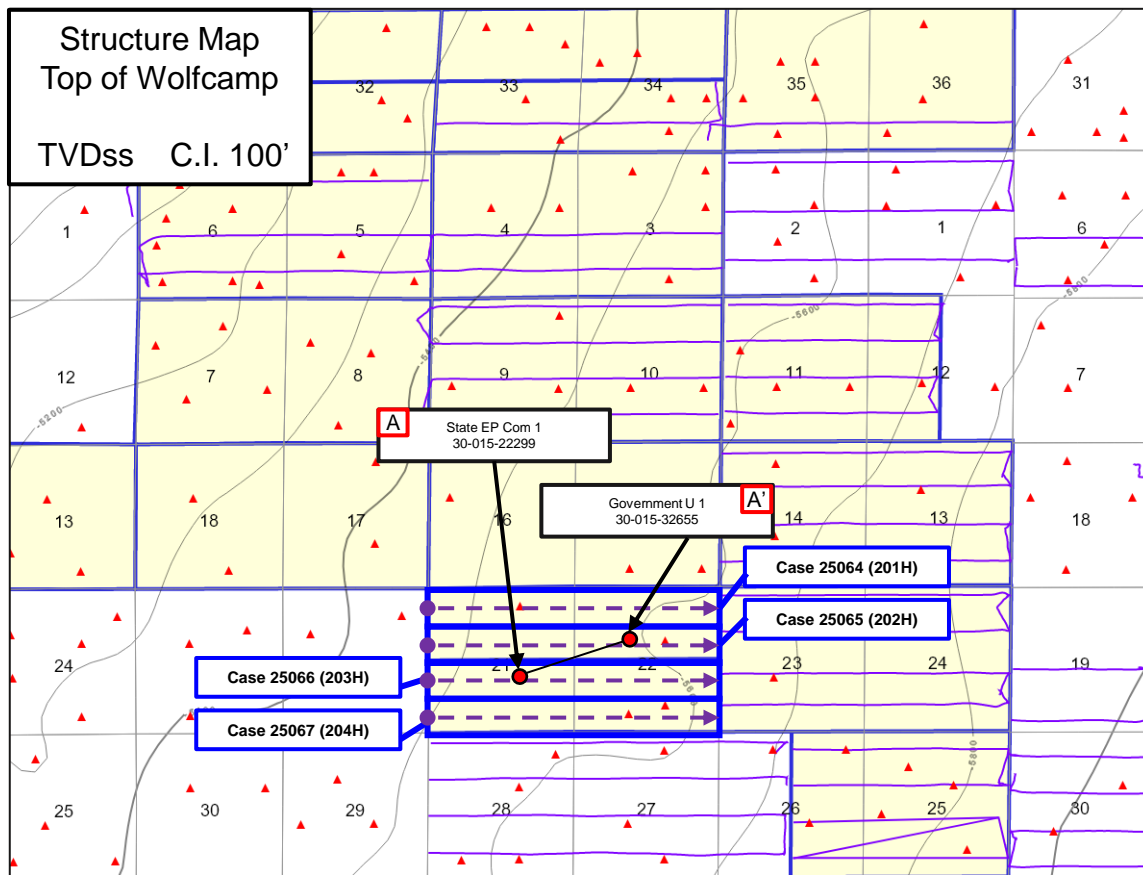 Structure Map
Top of Wolfcamp
TVDss C.I. 100'
32 33 34 35 36 31
1 6 5 4 3 2 1 6
-5800
-5600
12 7 8 9 10 11 12 7
-5200
A
State EP Com 1
30-015-22299
Government U 1
30-015-32655
A'
13 18 17 16 14 13 18
Case 25064 (201H)
Case 25065 (202H)
24 2 22 23 24 19
Case 25066 (203H)
Case 25067 (204H)
-5800
25 30 29 28 27 26 25 30